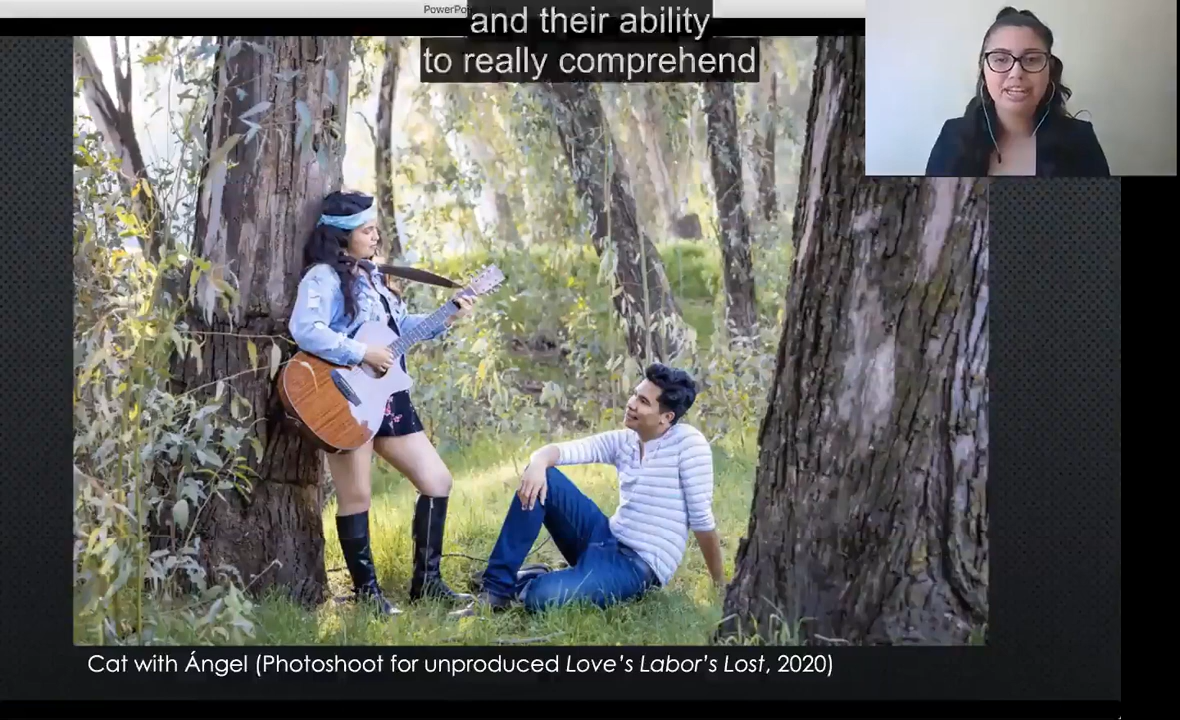 PowerPo
and their ability
to really comprehend
Cat with Ángel (Photoshoot for unproduced Love's Labor's Lost, 2020)